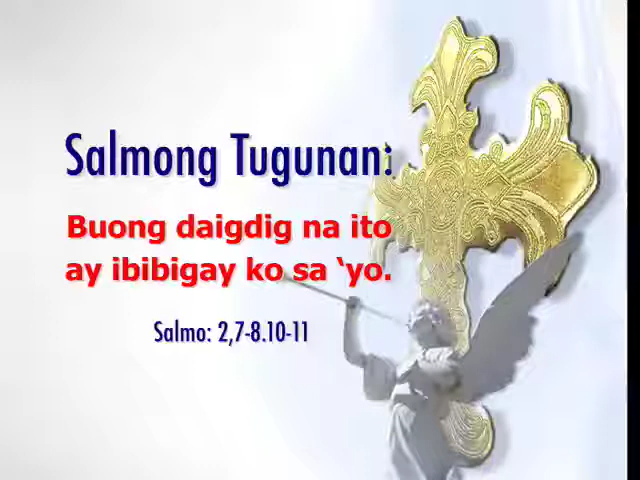 Salmong Tugunan:
Buong daigdig na ito
ay ibibigay ko sa ‘yo.
Salmo: 2,7-8.10-11